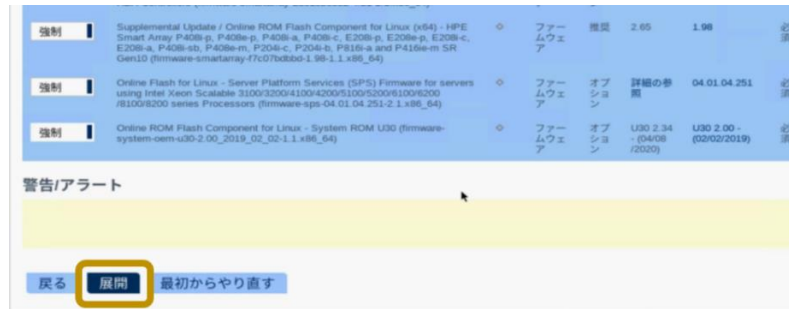 強制
Supplemental Update / Online ROM Flash Component for Linux (x64) - HPE
Smart Array P408i-p, P408e-p, P408i-a, P408i-c, E208i-p, E208e-p, E208i-c,
E208i-a, P408i-sb, P408e-m, P204i-c, P204i-b, P816i-a and P416ie-m SR
Gen10 (firmware-smartarray-f7c07bdbbd-1.98-1.1.x86_64)
ファー
ムウェ
ア
推奨
2.65
1.98
必
須
強制
Online Flash for Linux - Server Platform Services (SPS) Firmware for servers
using Intel Xeon Scalable 3100/3200/4100/4200/5100/5200/6100/6200
/8100/8200 series Processors (firmware-sps-04.01.04.251-2.1.x86_64)
ファー
ムウェ
ア
オプ
ショ
ン
詳細の参
照
04.01.04.251
必
須
強制
Online ROM Flash Component for Linux - System ROM U30 (firmware-
system-oem-u30-2.00_2019_02_02-1.1.x86_64)
ファー
ムウェ
ア
オプ
ショ
ン
U30 2.34
- (04/08
/2020)
U30 2.00 -
(02/02/2019)
必
須
警告/アラート
戻る 展開 最初からやり直す